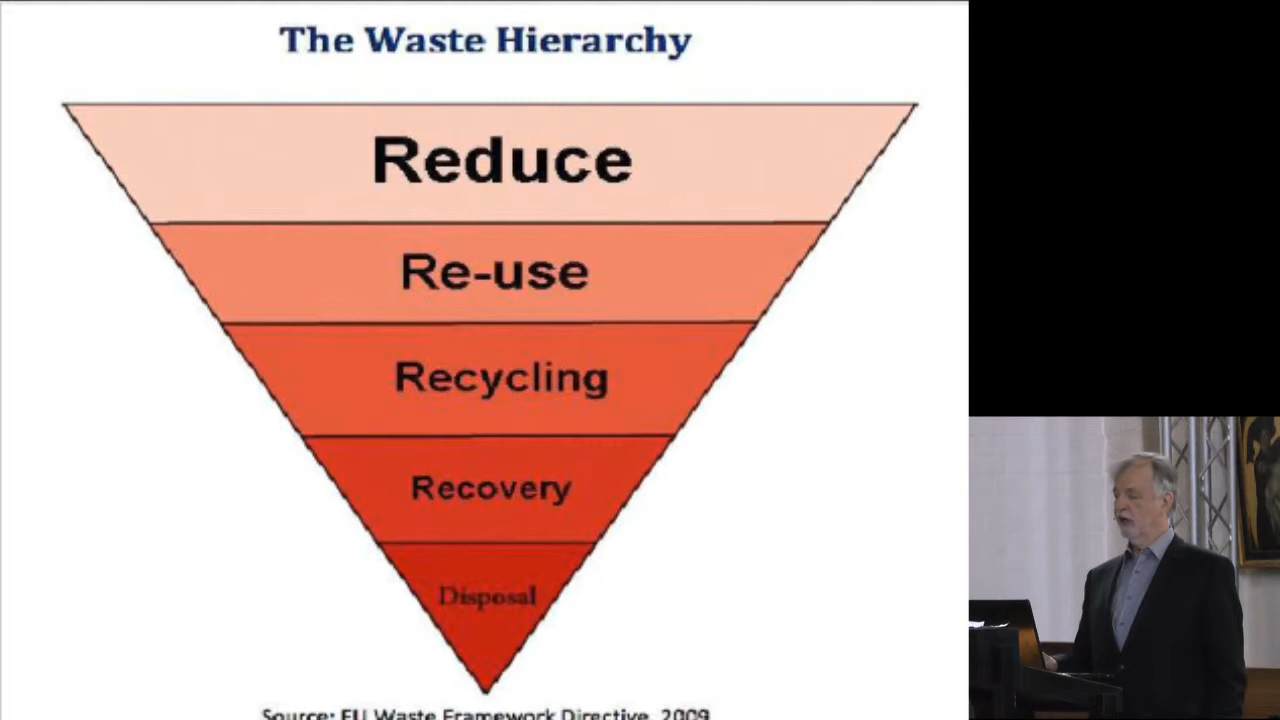 The Waste Hierarchy
Reduce
Re-use
Recycling
Recovery
Disposal
Source: EU Waste Framework Directive, 2009